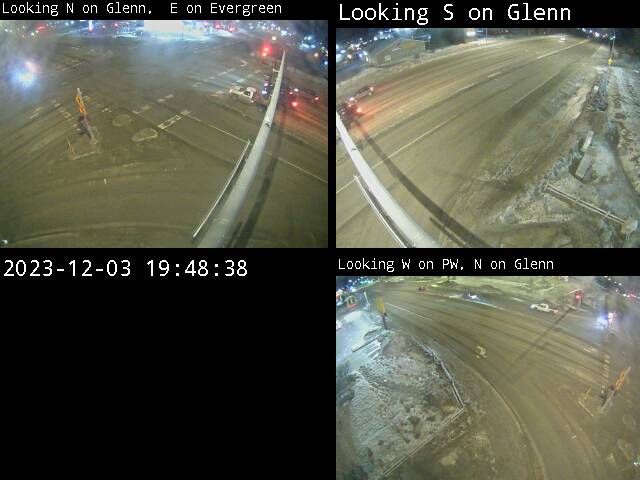 Looking N on Glenn,  E on Evergreen
Looking S on Glenn
2023-12-03 19:48:38
Looking W on PW, N on Glenn